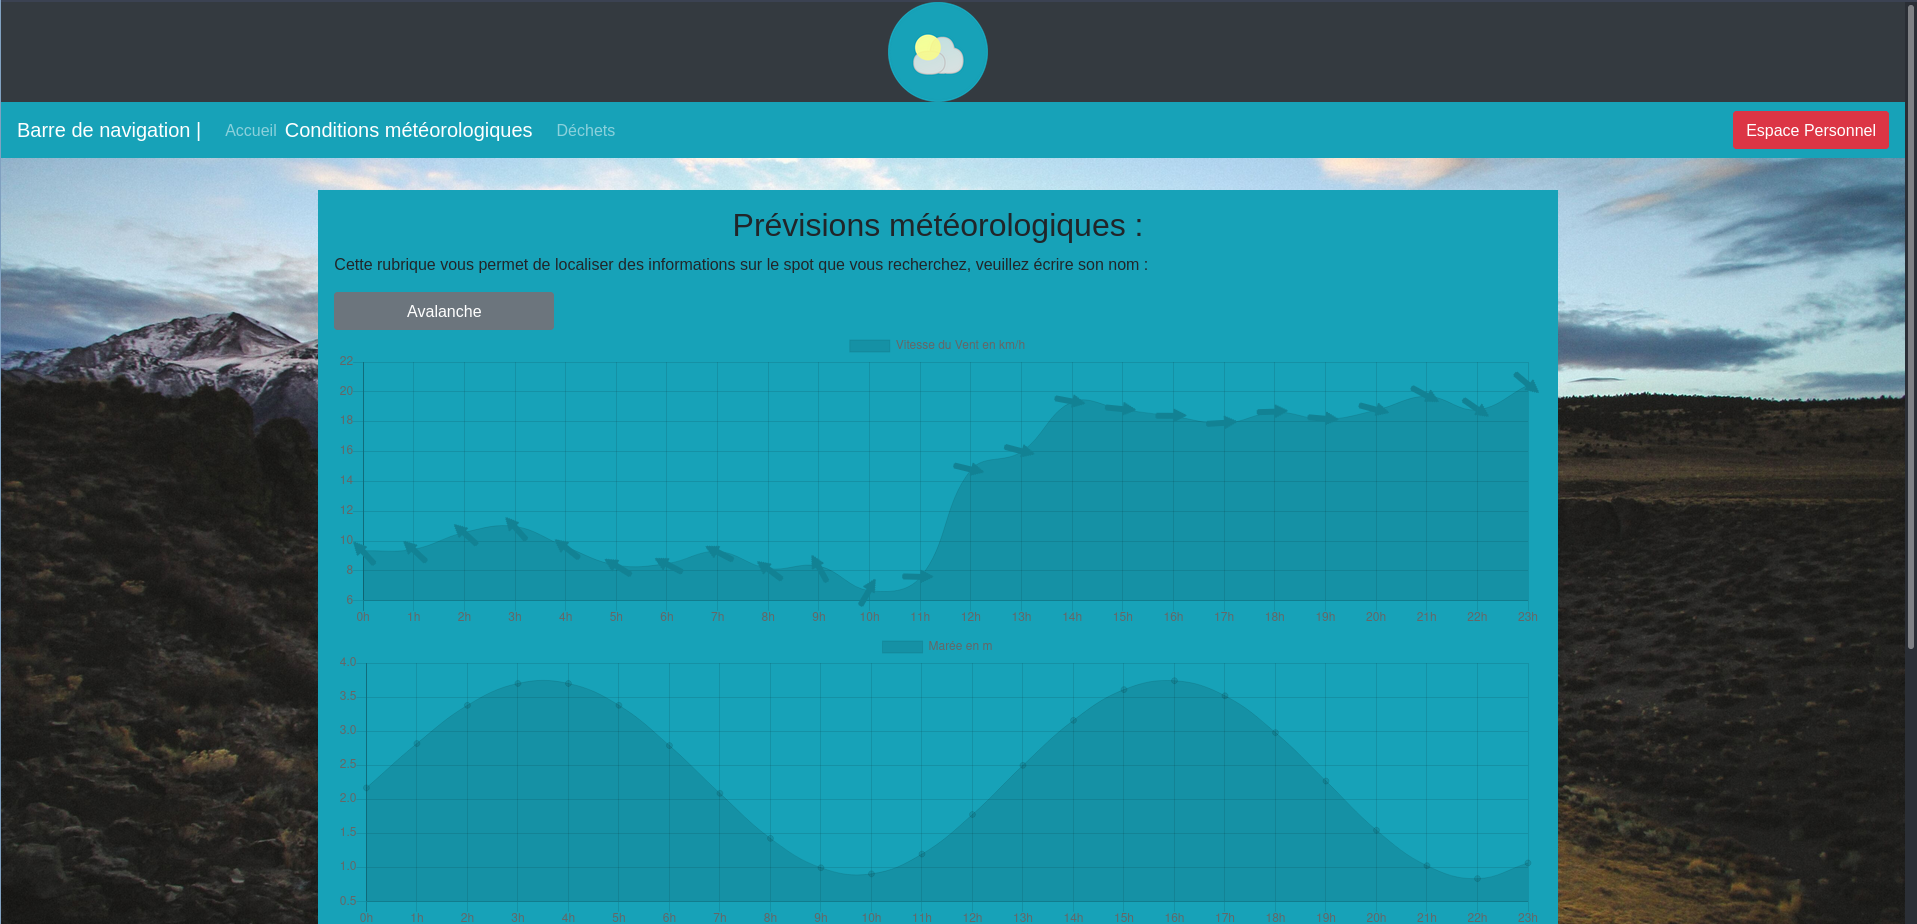 Barre de navigation | Accueil Conditions météorologiques Déchets Espace Personnel
Prévisions météorologiques :
Cette rubrique vous permet de localiser des informations sur le spot que vous recherchez, veuillez écrire son nom :
Avalanche
Vitesse du Vent en km/h
22
20
18
16
14
12
10
8
6
0h 1h 2h 3h 4h 5h 6h 7h 8h 9h 10h 11h 12h 13h 14h 15h 16h 17h 18h 19h 20h 21h 22h 23h
Marée en m
4.0
3.5
3.0
2.5
2.0
1.5
1.0
0.5
0h 1h 2h 3h 4h 5h 6h 7h 8h 9h 10h 11h 12h 13h 14h 15h 16h 17h 18h 19h 20h 21h 22h 23h